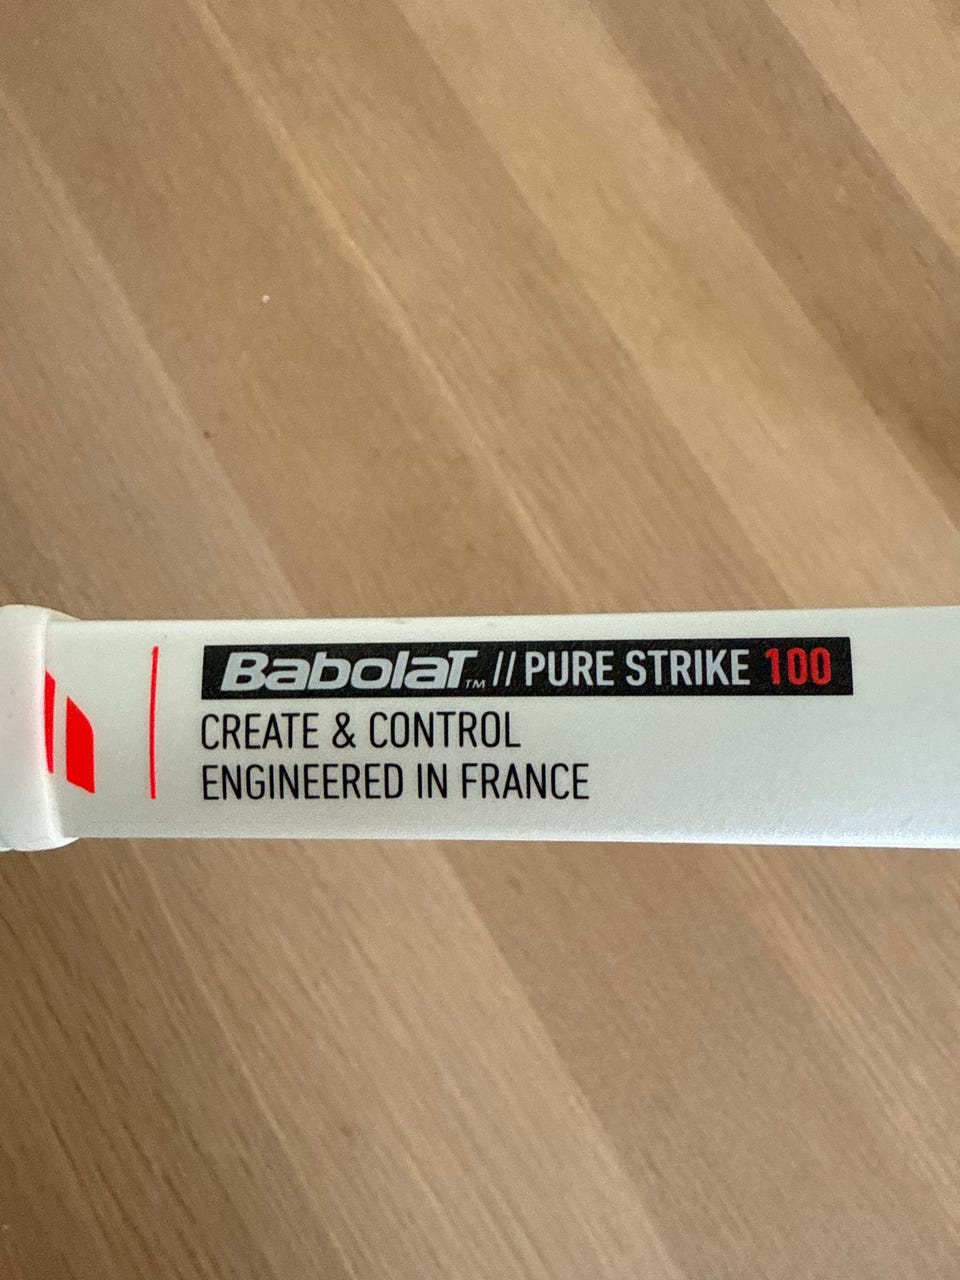 BaboLaT™ // PURE STRIKE 100
CREATE & CONTROL
ENGINEERED IN FRANCE